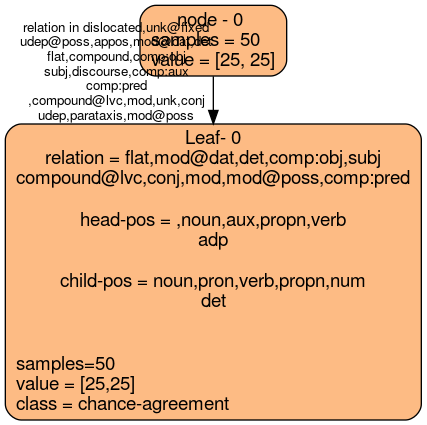 node - 0
samples = 50
value = [25, 25]
relation in dislocated,unk@fixed
udep@poss,appos,mod@dat,det
flat,compound,comp:obj
subj,discourse,comp:aux
comp:pred
,compound@lvc,mod,unk,conj
udep,parataxis,mod@poss
Leaf- 0
relation = flat,mod@dat,det,comp:obj,subj
compound@lvc,conj,mod,mod@poss,comp:pred
head-pos = ,noun,aux,propn,verb
adp
child-pos = noun,pron,verb,propn,num
det
samples=50
value = [25,25]
class = chance-agreement